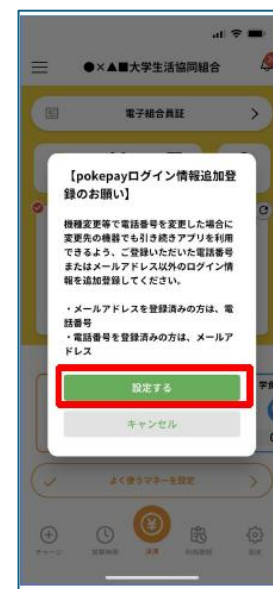 ●×▲■大学生活協同組合
電子組合員証
【pokepayログイン情報追加登
録のお願い】
機種変更等で電話番号を変更した場合に
変更先の機器でも引き続きアプリを利用
できるよう、ご登録いただいた電話番号
またはメールアドレス以外のログイン情
報を追加登録してください。
・メールアドレスを登録済みの方は、電
話番号
・電話番号を登録済みの方は、メールア
ドレス
設定する
キャンセル
よく使うマネーを設定
チャージ
決済